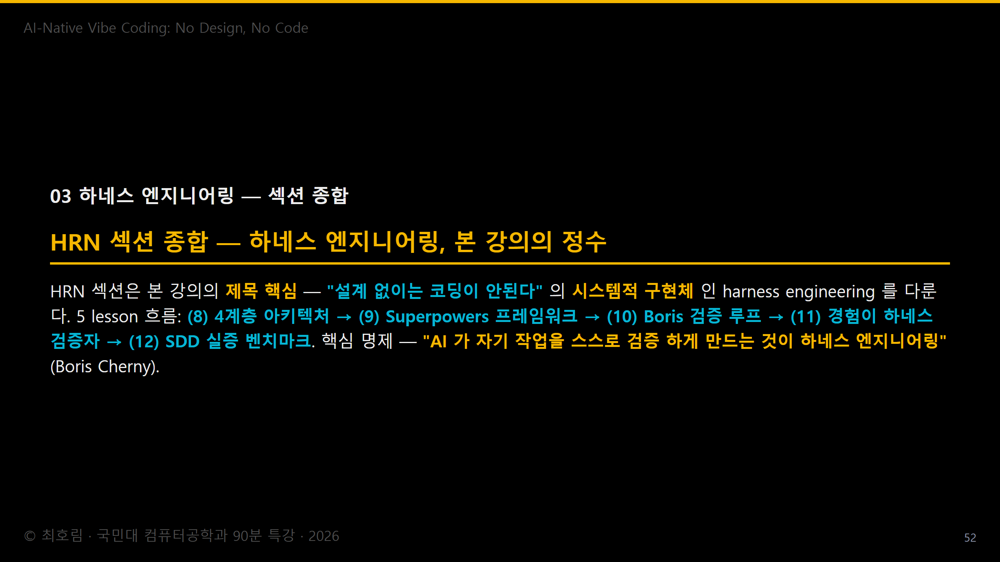 AI-Native Vibe Coding: No Design, No Code
03 하네스 엔지니어링 — 섹션 종합
HRN 섹션 종합 — 하네스 엔지니어링, 본 강의의 정수
HRN 섹션은 본 강의의 제목 핵심 — "설계 없이는 코딩이 안된다" 의 시스템적 구현체 인 harness engineering 를 다룬
다. 5 lesson 흐름: (8) 4계층 아키텍처 → (9) Superpowers 프레임워크 → (10) Boris 검증 루프 → (11) 경험이 하네스
검증자 → (12) SDD 실증 벤치마크. 핵심 명제 — "AI 가 자기 작업을 스스로 검증 하게 만드는 것이 하네스 엔지니어링"
(Boris Cherny).
© 최호림 · 국민대 컴퓨터공학과 90분 특강 · 2026
52